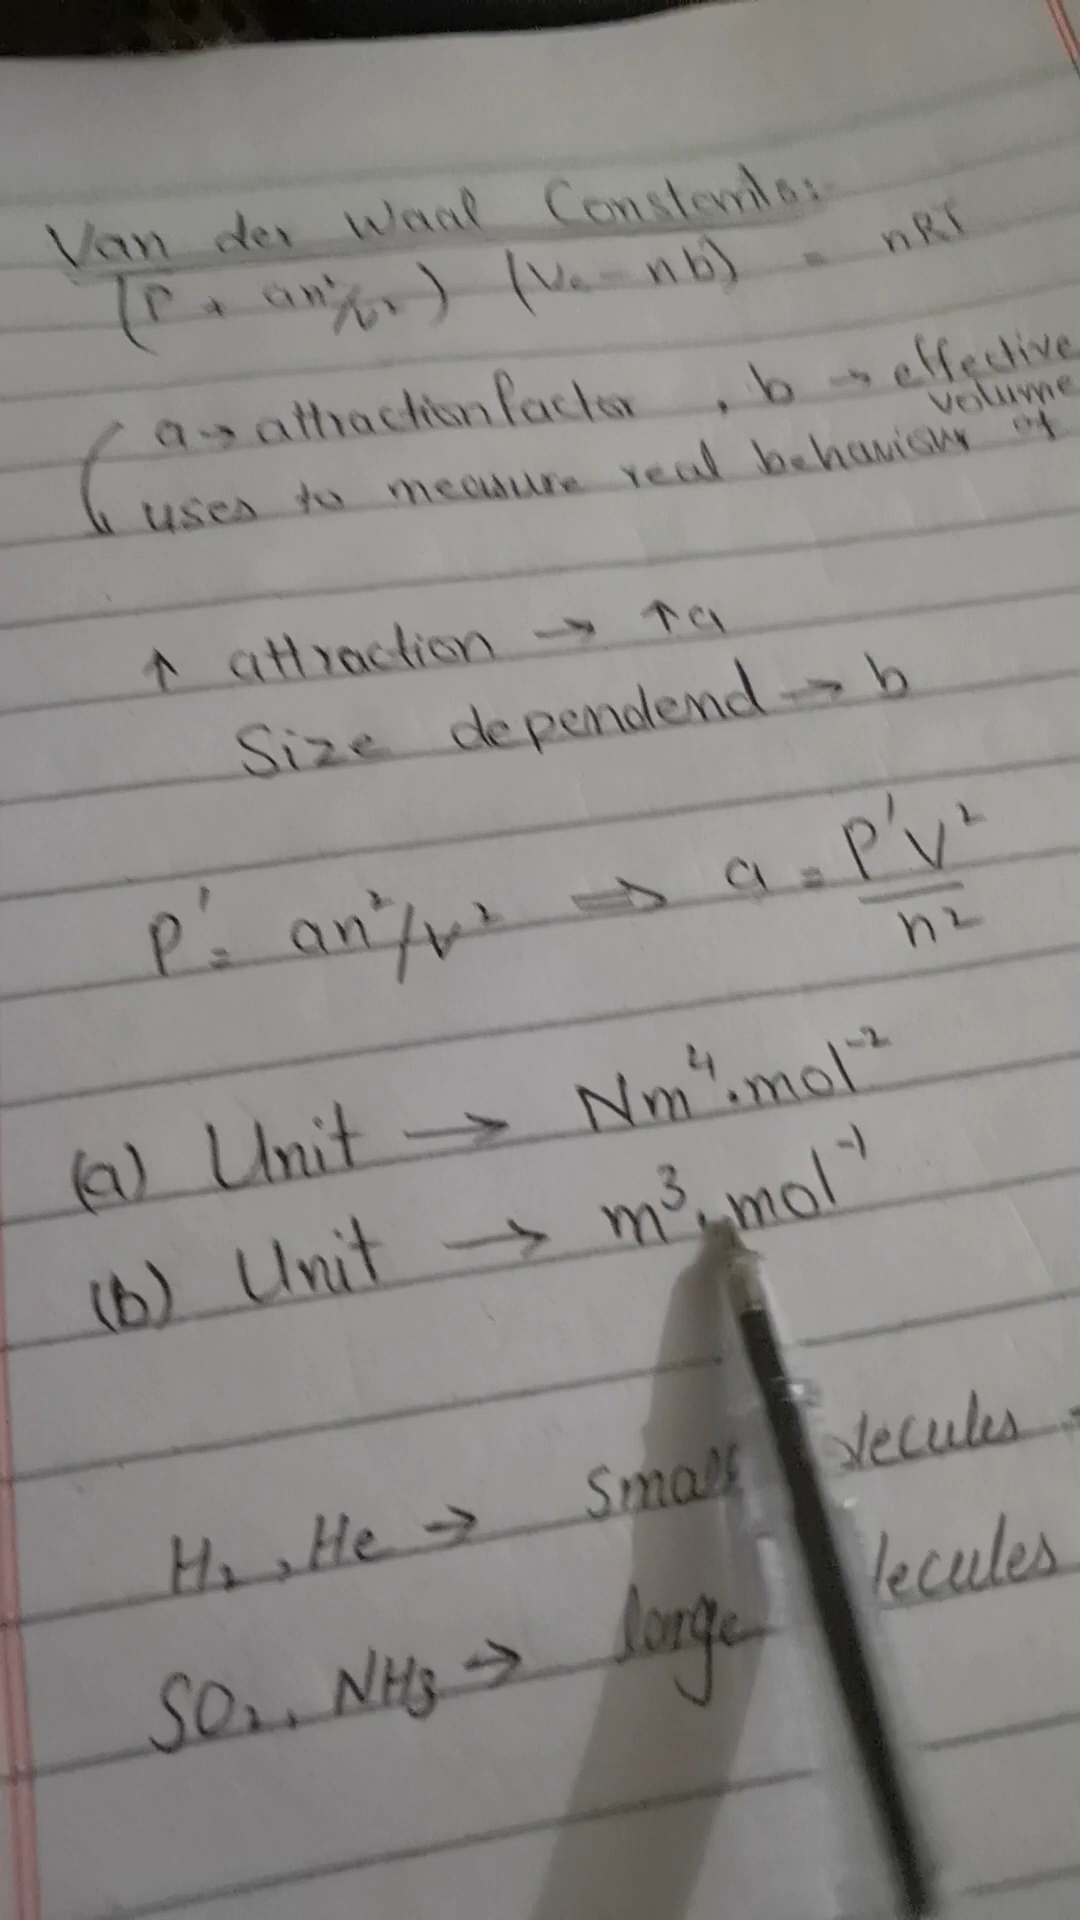 Van der Waal Constants:
(P + an²/v²) (V - nb) = nRT
a → attraction factor , b → effective
volume
uses to measure real behaviour of
↑ attraction → ↑a
Size dependend → b
P' = an²/v² ⇒ a = P'V²/n²
(a) Unit → Nm⁴.mol⁻²
(b) Unit → m³.mol⁻¹
H₂, He → Small lecules
SO₂, NH₃ → large lecules